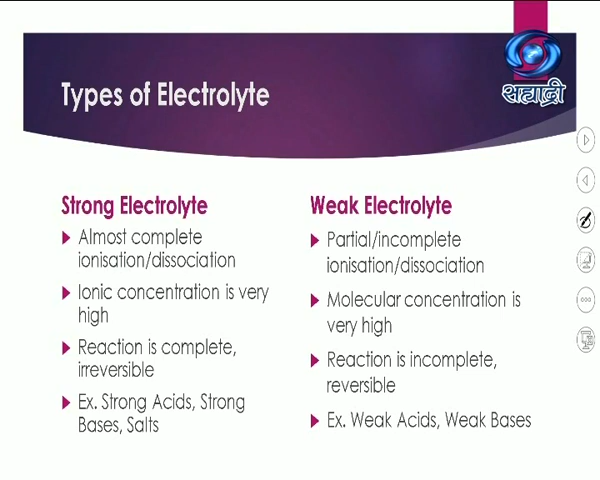 सह्याद्री
Types of Electrolyte
Strong Electrolyte
Almost complete
ionisation/dissociation
Ionic concentration is very
high
Reaction is complete,
irreversible
Ex. Strong Acids, Strong
Bases, Salts
Weak Electrolyte
Partial/incomplete
ionisation/dissociation
Molecular concentration is
very high
Reaction is incomplete,
reversible
Ex. Weak Acids, Weak Bases